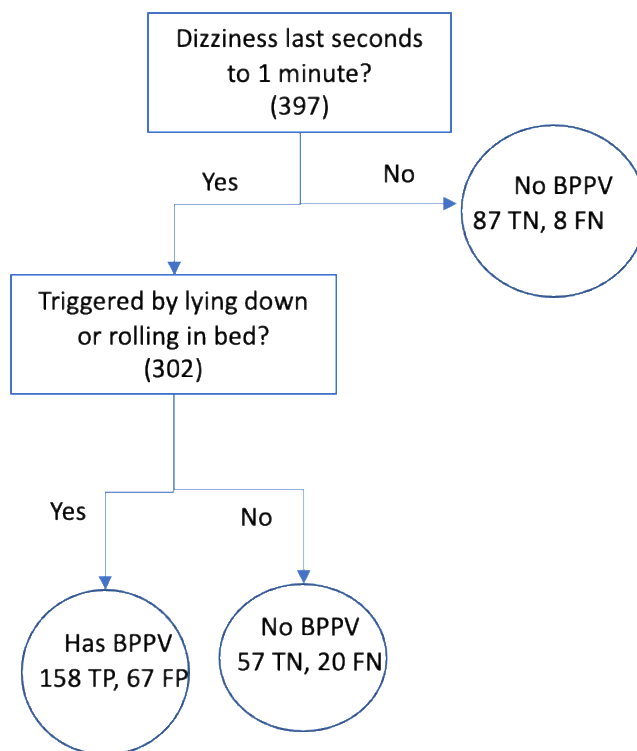 Dizziness last seconds
to 1 minute?
(397)
Yes
No
No BPPV
87 TN, 8 FN
Triggered by lying down
or rolling in bed?
(302)
Yes
No
Has BPPV
158 TP, 67 FP
No BPPV
57 TN, 20 FN